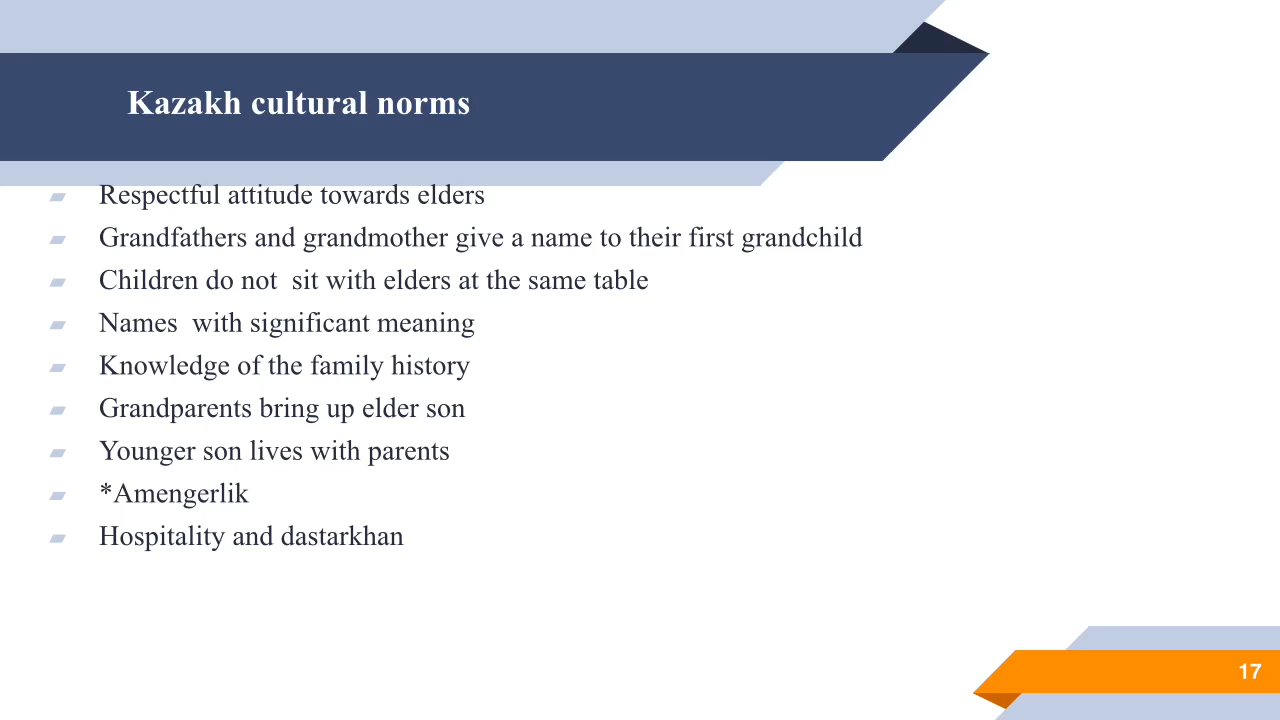 Kazakh cultural norms
Respectful attitude towards elders
Grandfathers and grandmother give a name to their first grandchild
Children do not  sit with elders at the same table
Names  with significant meaning
Knowledge of the family history
Grandparents bring up elder son
Younger son lives with parents
*Amengerlik
Hospitality and dastarkhan
17